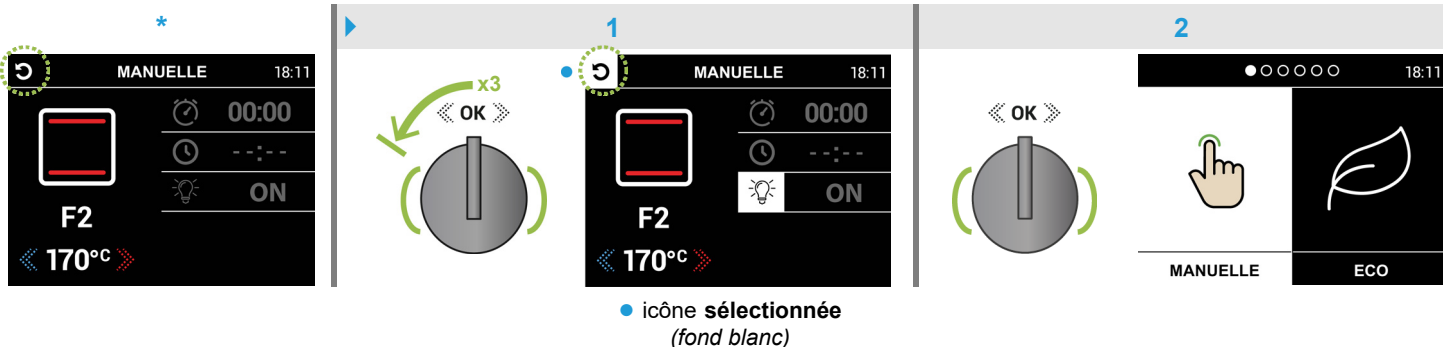 *
MANUELLE 18:11
00:00
--:--
ON
F2
170°C
1
x3
OK
MANUELLE 18:11
00:00
--:--
ON
F2
170°C
icône sélectionnée
(fond blanc)
2
OK
18:11
MANUELLE ECO